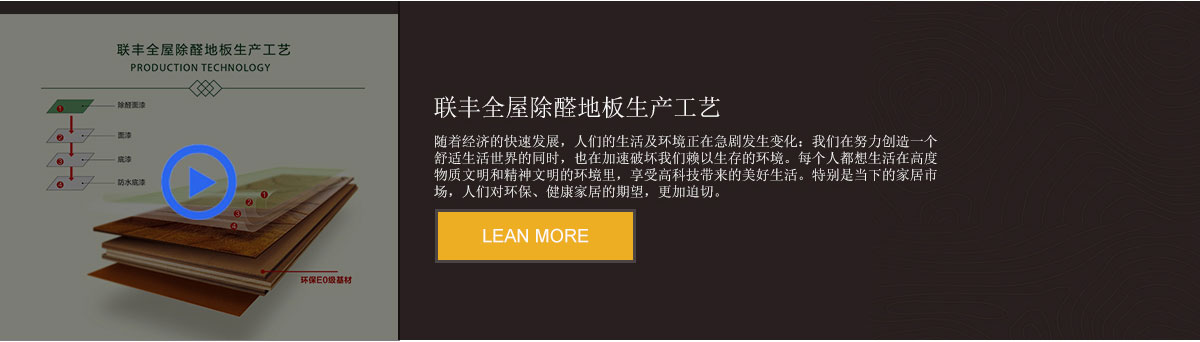 联丰全屋除醛地板生产工艺
PRODUCTION TECHNOLOGY
1
除醛面漆
2
面漆
3
底漆
4
防水底漆
1
2
3
4
环保E0级基材
联丰全屋除醛地板生产工艺
随着经济的快速发展，人们的生活及环境正在急剧发生变化：我们在努力创造一个
舒适生活世界的同时，也在加速破坏我们赖以生存的环境。每个人都想生活在高度
物质文明和精神文明的环境里，享受高科技带来的美好生活。特别是当下的家居市
场，人们对环保、健康家居的期望，更加迫切。
LEAN MORE